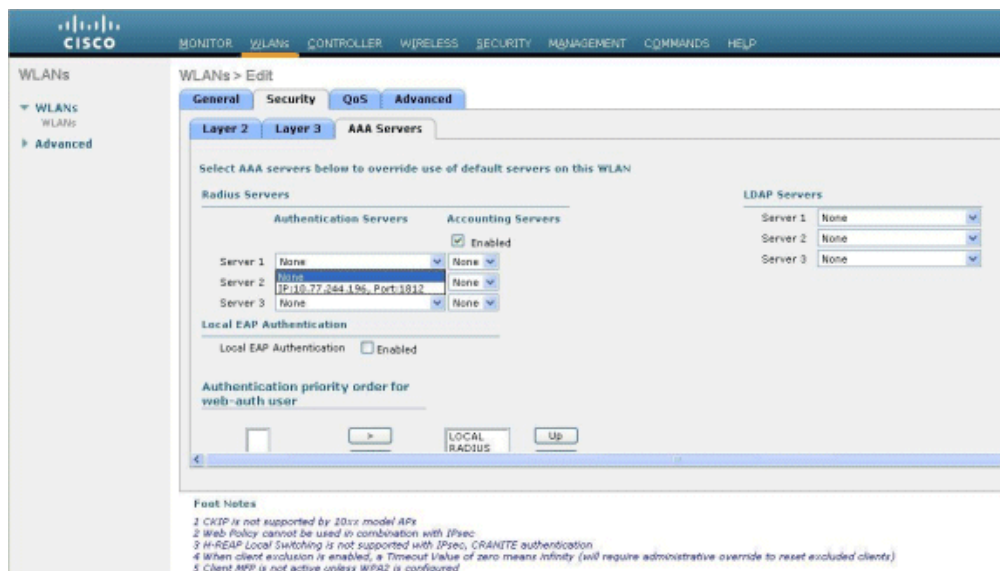 CISCO
MONITOR WLANs CONTROLLER WIRELESS SECURITY MANAGEMENT COMMANDS HELP
WLANs
WLANs
WLANs
Advanced
WLANs > Edit
General Security QoS Advanced
Layer 2 Layer 3 AAA Servers
Select AAA servers below to override use of default servers on this WLAN
Radius Servers
Authentication Servers Accounting Servers
Enabled
Server 1 None None
None
IP:10.77.244.196, Port:1812
Server 2 None
Server 3 None None
LDAP Servers
Server 1 None
Server 2 None
Server 3 None
Local EAP Authentication
Local EAP Authentication Enabled
Authentication priority order for
web-auth user
> LOCAL Up
RADIUS
Foot Notes
1 CKIP is not supported by 10xx model APs
2 Web Policy cannot be used in combination with IPsec
3 H-REAP Local Switching is not supported with IPsec, CRANITE authentication
4 When client exclusion is enabled, a Timeout Value of zero means infinity (will require administrative override to reset excluded clients)
5 Client MFP is not active unless WPA2 is configured